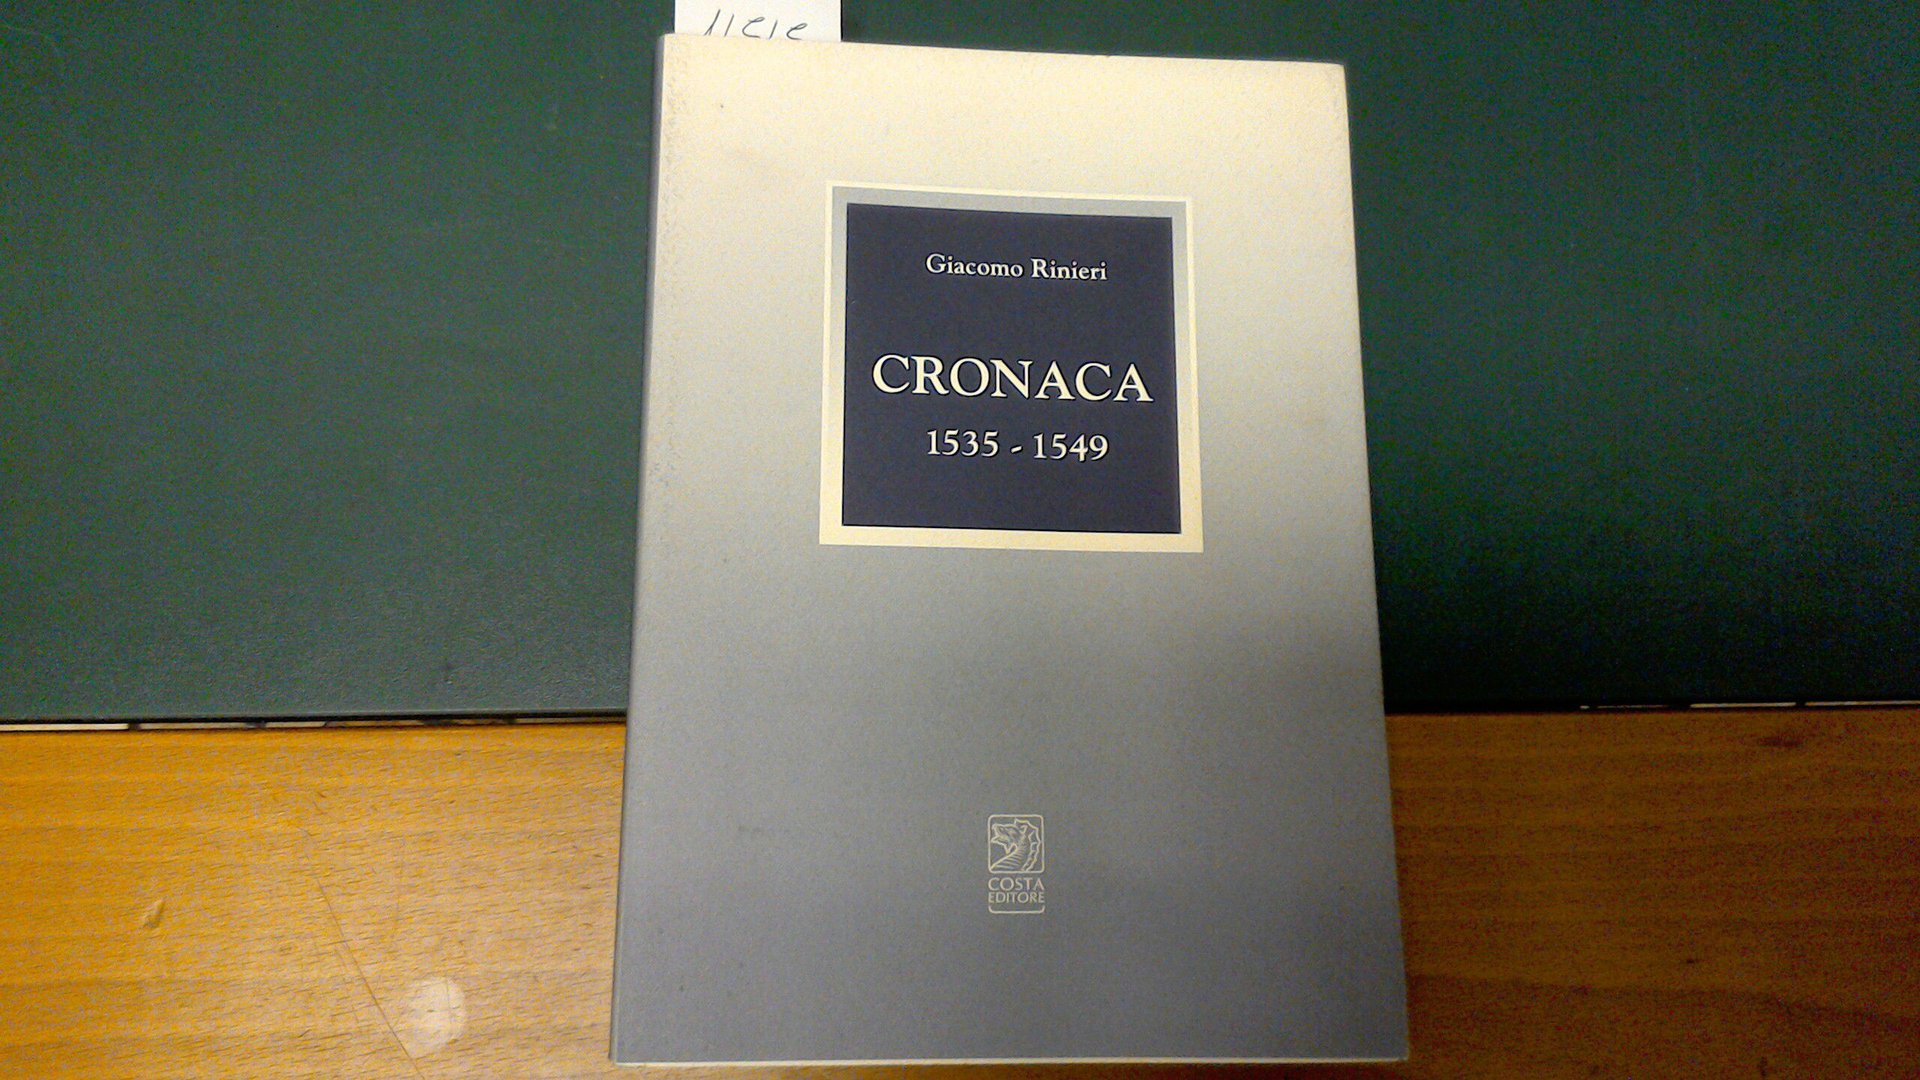 Giacomo Rinieri
CRONACA
1535 - 1549
COSTA
EDITORE